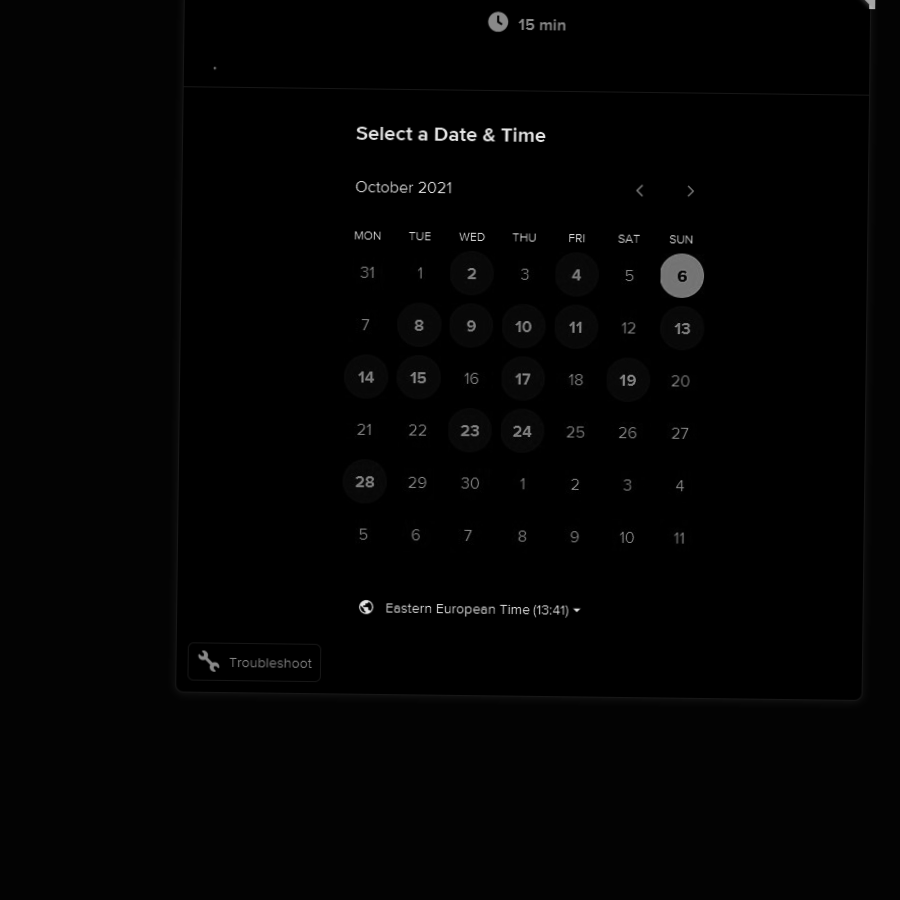 15 min
.
Select a Date & Time
October 2021
MON TUE WED THU FRI SAT SUN
31 1 2 3 4 5 6
7 8 9 10 11 12 13
14 15 16 17 18 19 20
21 22 23 24 25 26 27
28 29 30 1 2 3 4
5 6 7 8 9 10 11
Eastern European Time (13:41)
Troubleshoot